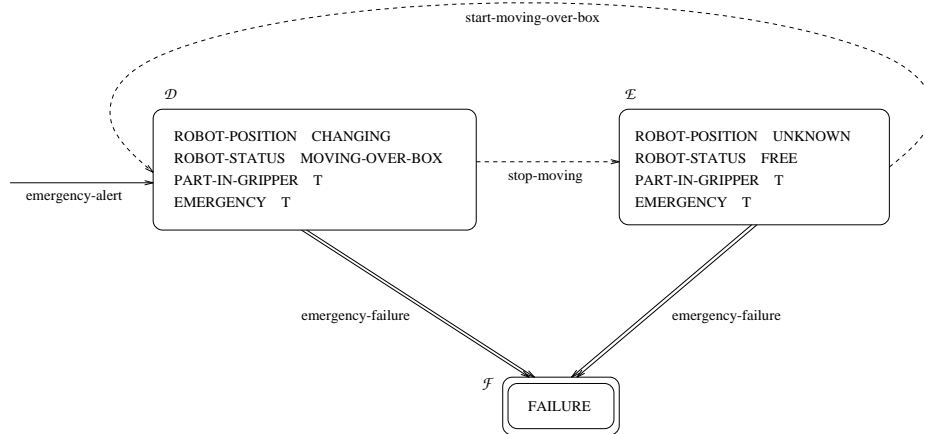 start-moving-over-box
𝒟
ℰ
ROBOT-POSITION CHANGING
ROBOT-STATUS MOVING-OVER-BOX
PART-IN-GRIPPER T
EMERGENCY T
ROBOT-POSITION UNKNOWN
ROBOT-STATUS FREE
PART-IN-GRIPPER T
EMERGENCY T
emergency-alert
stop-moving
emergency-failure
emergency-failure
ℱ
FAILURE